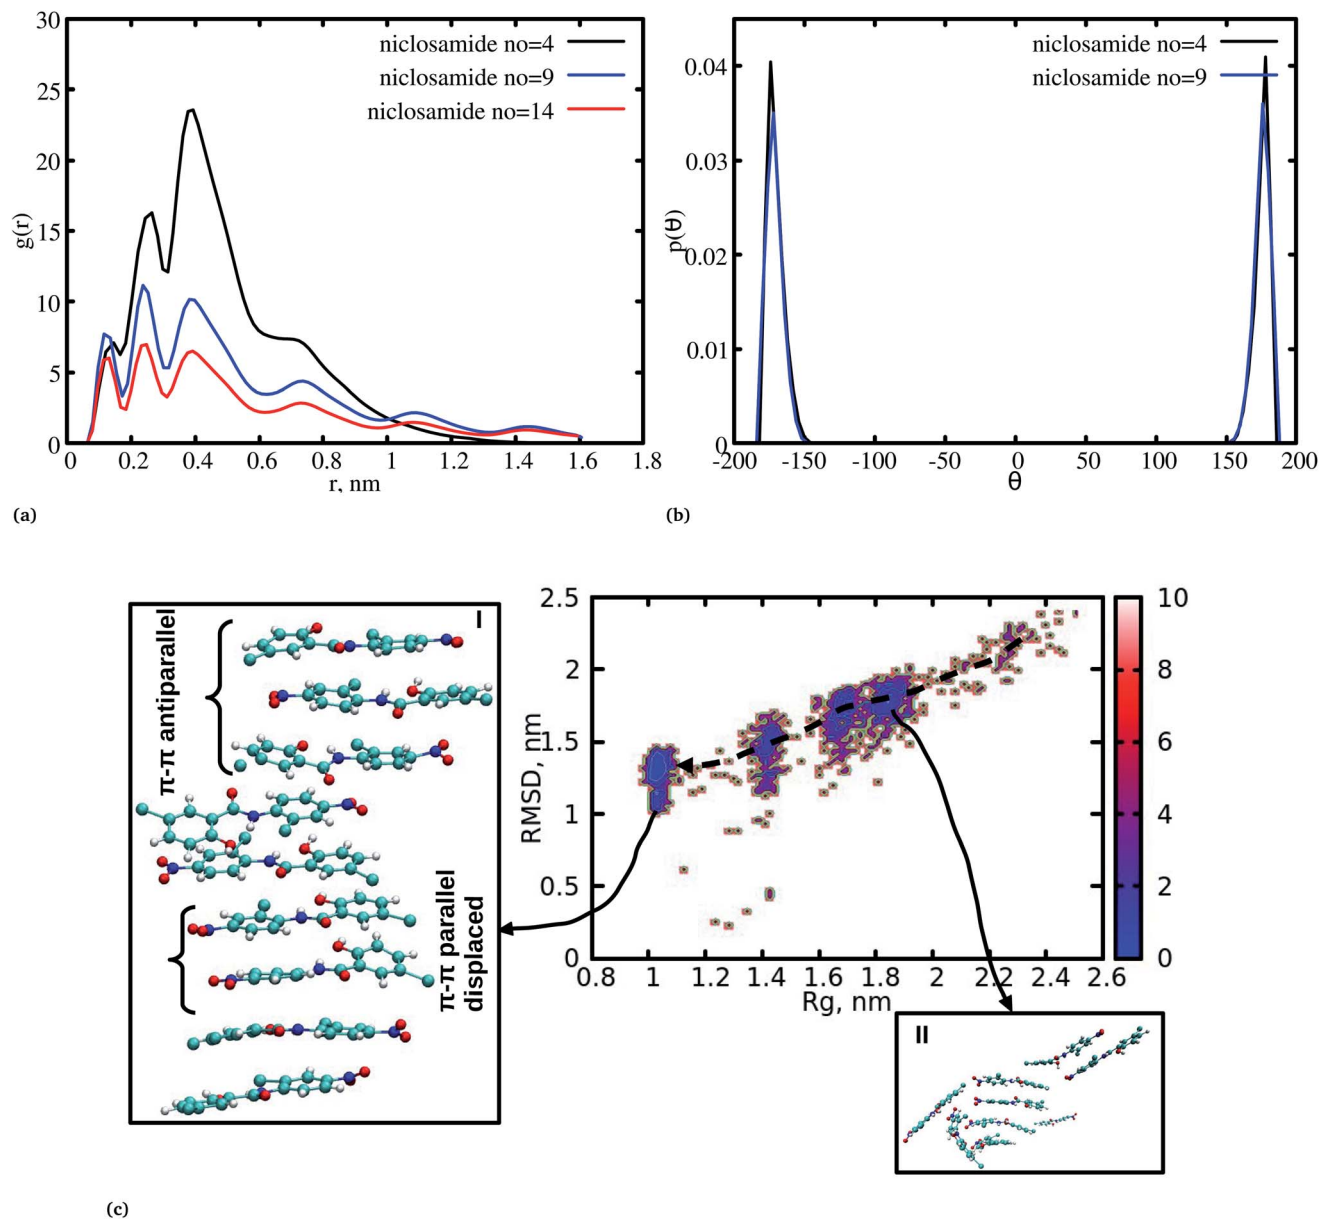 30
25
20
15
10
5
0
g(r)
niclosamide no=4
niclosamide no=9
niclosamide no=14
0 0.2 0.4 0.6 0.8 1 1.2 1.4 1.6 1.8
r, nm
(a)
0.04
0.03
0.02
0.01
0
p(θ)
niclosamide no=4
niclosamide no=9
-200 -150 -100 -50 0 50 100 150 200
θ
(b)
I
π-π antiparallel
π-π parallel
displaced
2.5
2
1.5
1
0.5
0
RMSD, nm
0.8 1 1.2 1.4 1.6 1.8 2 2.2 2.4 2.6
Rg, nm
10
8
6
4
2
0
II
(c)